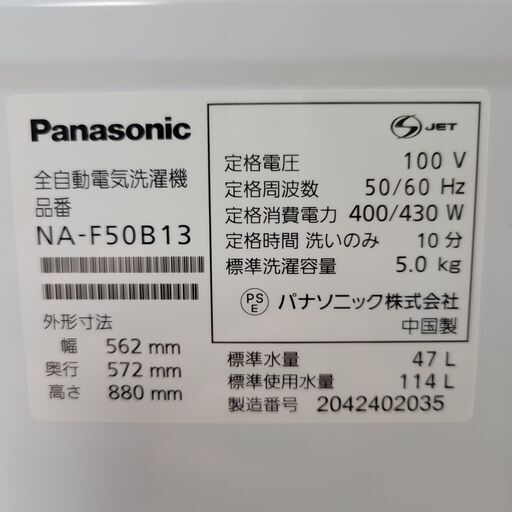 Panasonic
全自動電気洗濯機
品番
NA-F50B13
外形寸法
幅 562 mm
奥行 572 mm
高さ 880 mm
S JET
定格電圧 100 V
定格周波数 50/60 Hz
定格消費電力 400/430 W
定格時間 洗いのみ 10 分
標準洗濯容量 5.0 kg
PS E パナソニック株式会社
中国製
標準水量 47 L
標準使用水量 114 L
製造番号 2042402035